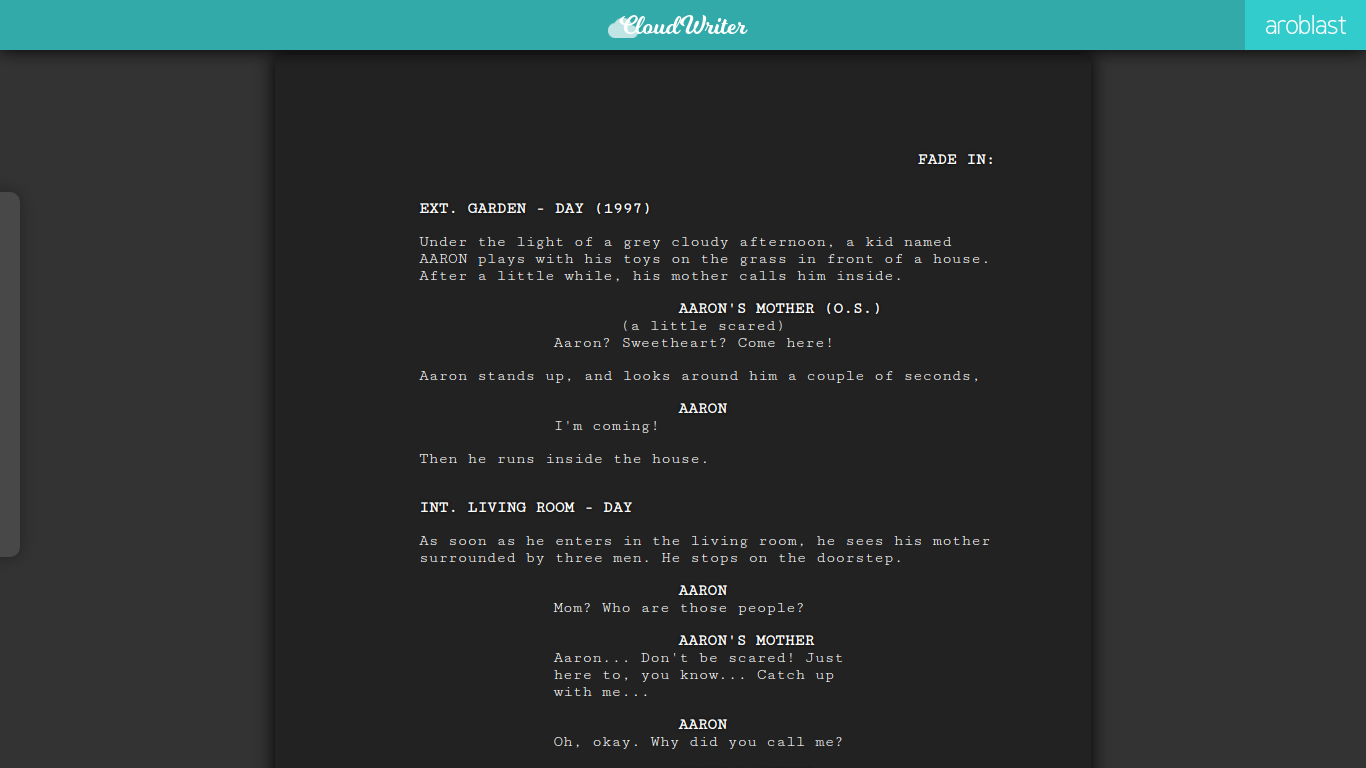 CloudWriter
aroblast
FADE IN:
EXT. GARDEN - DAY (1997)
Under the light of a grey cloudy afternoon, a kid named
AARON plays with his toys on the grass in front of a house.
After a little while, his mother calls him inside.
AARON'S MOTHER (O.S.)
(a little scared)
Aaron? Sweetheart? Come here!
Aaron stands up, and looks around him a couple of seconds,
AARON
I'm coming!
Then he runs inside the house.
INT. LIVING ROOM - DAY
As soon as he enters in the living room, he sees his mother
surrounded by three men. He stops on the doorstep.
AARON
Mom? Who are those people?
AARON'S MOTHER
Aaron... Don't be scared! Just
here to, you know... Catch up
with me...
AARON
Oh, okay. Why did you call me?